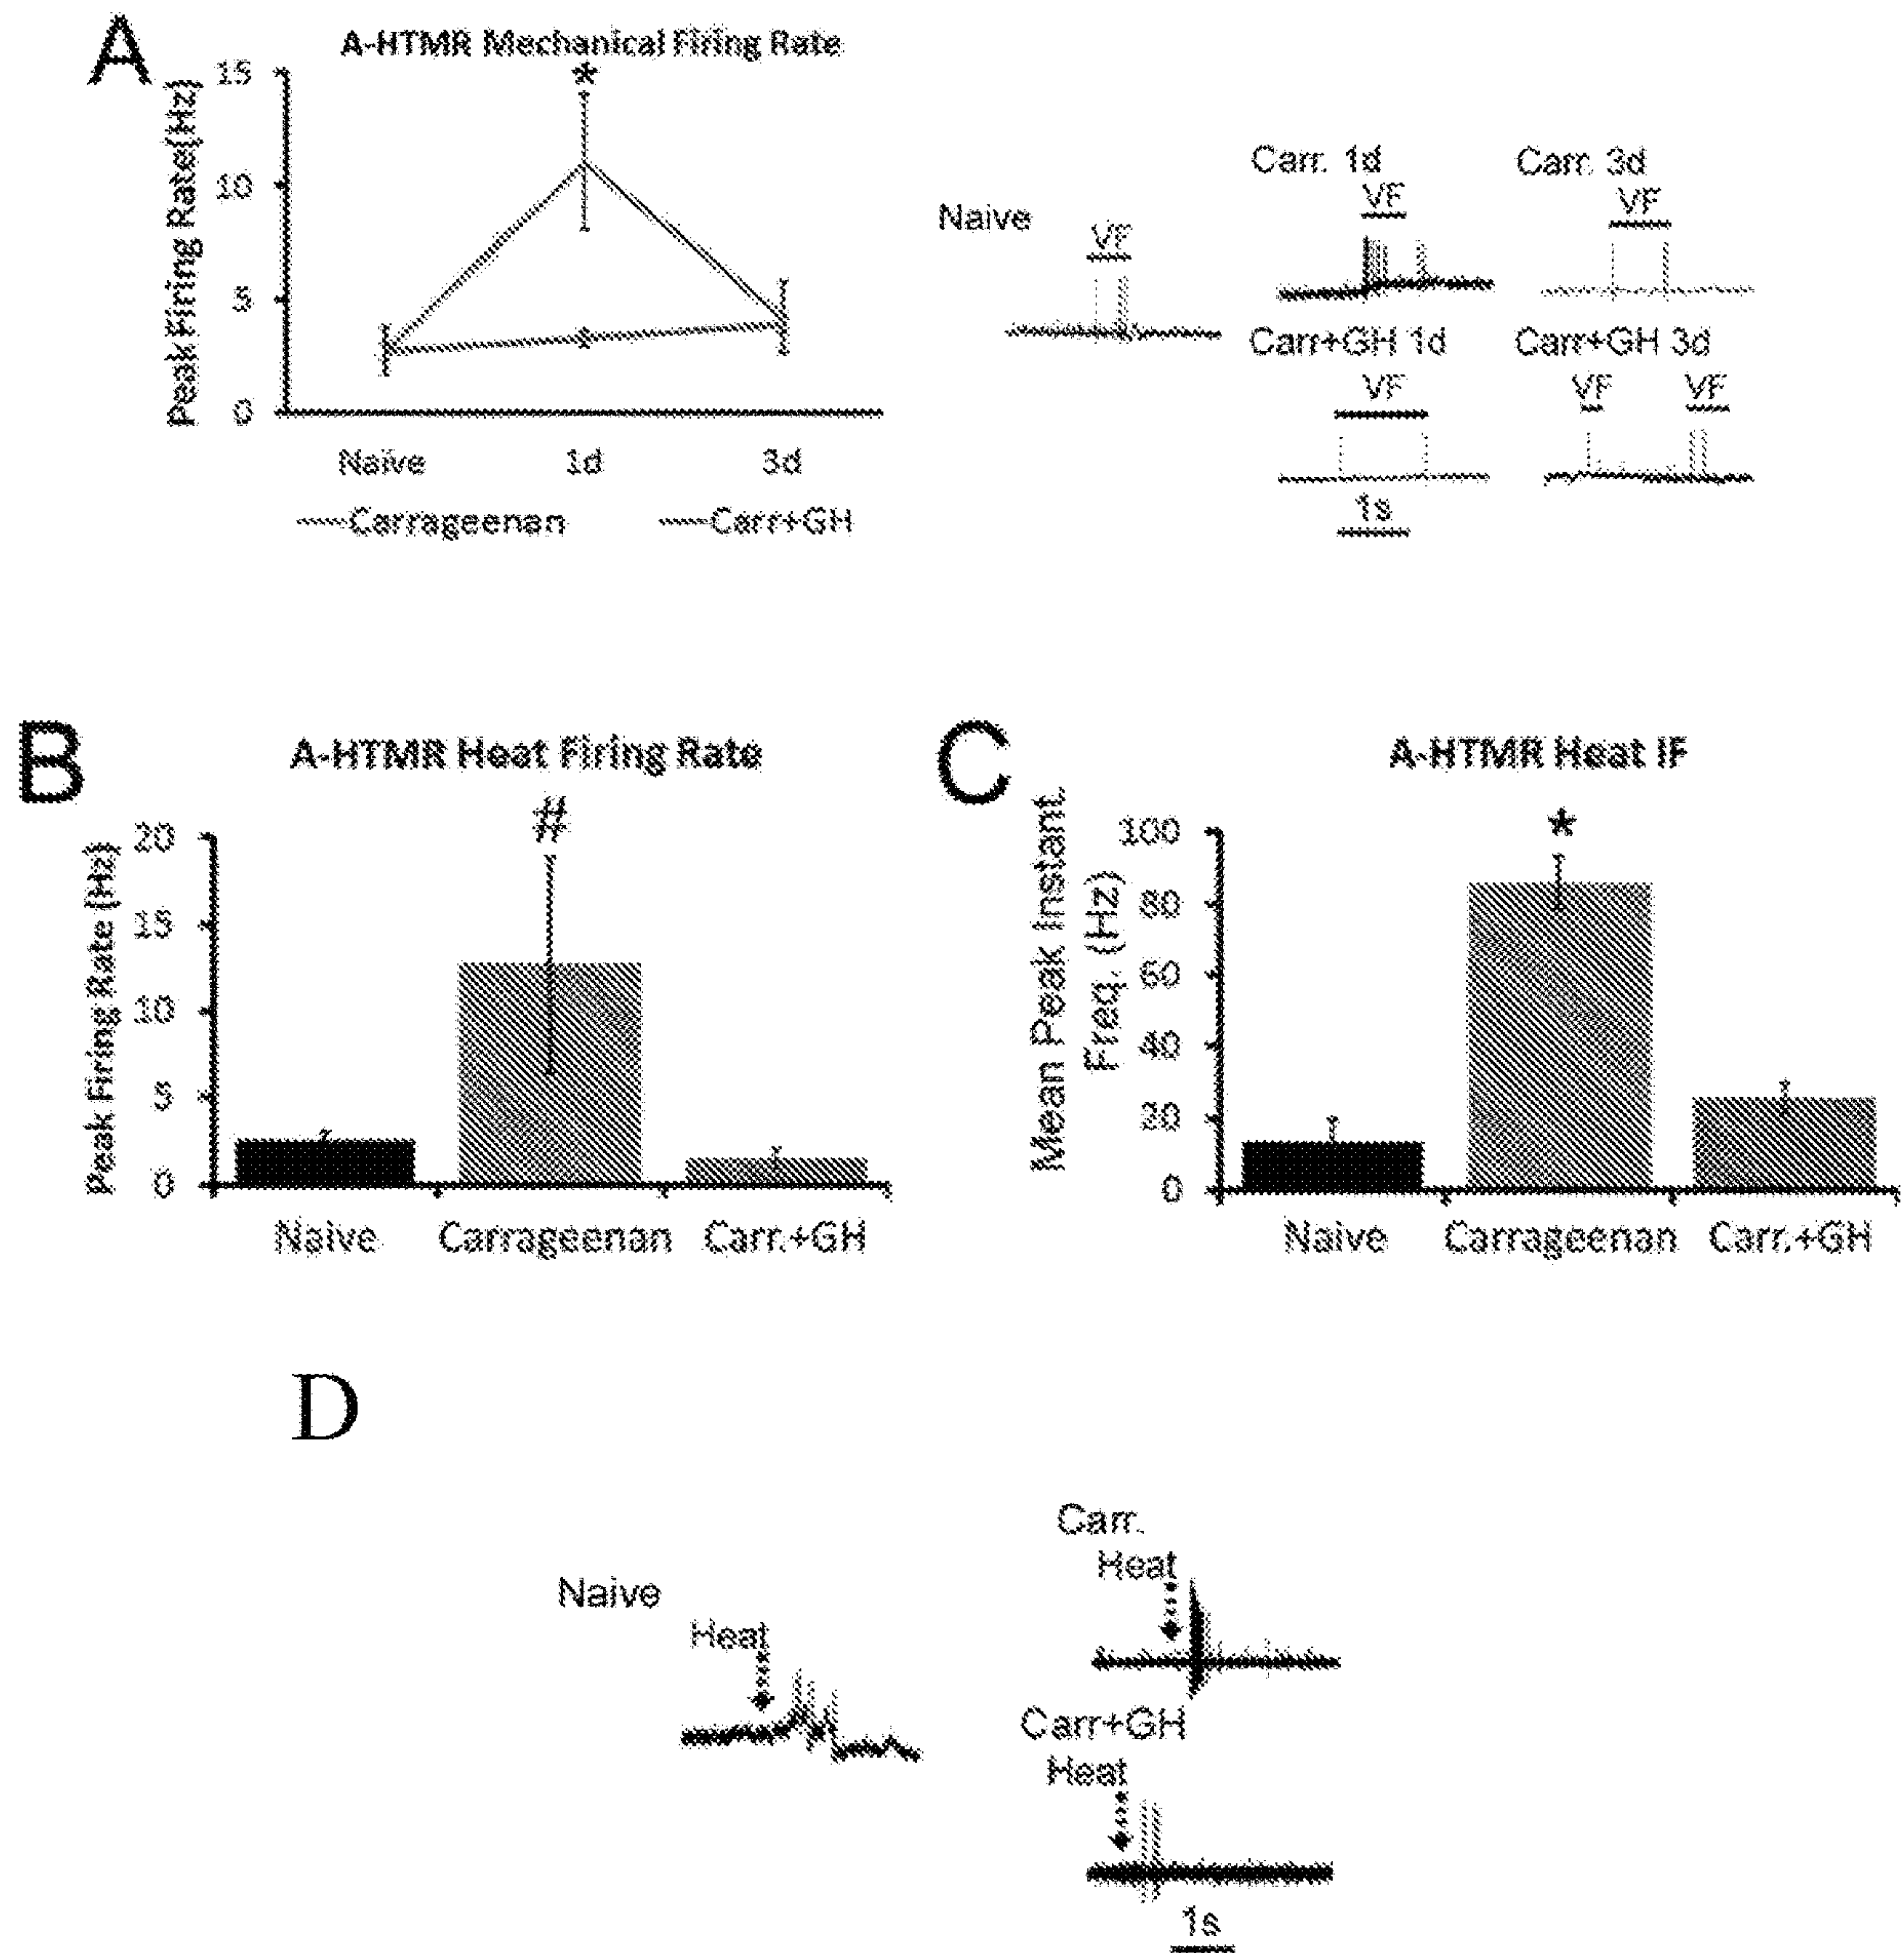 A
A-HTMR Mechanical Firing Rate
*
Peak Firing Rate(Hz)
15
10
5
0
Naïve 1d 3d
Carrageenan Carr+GH
Naive
VF
Carr. 1d
VF
Carr. 3d
VF
Carr+GH 1d
VF
Carr+GH 3d
VF VF
1s
B
A-HTMR Heat Firing Rate
#
Peak Firing Rate (Hz)
20
15
10
5
0
Naive Carrageenan Carr.+GH
C
A-HTMR Heat IF
*
Mean Peak Instant.
Freq. (Hz)
100
80
60
40
20
0
Naive Carrageenan Carr.+GH
D
Naive
Heat
Carr.
Heat
Carr+GH
Heat
1s